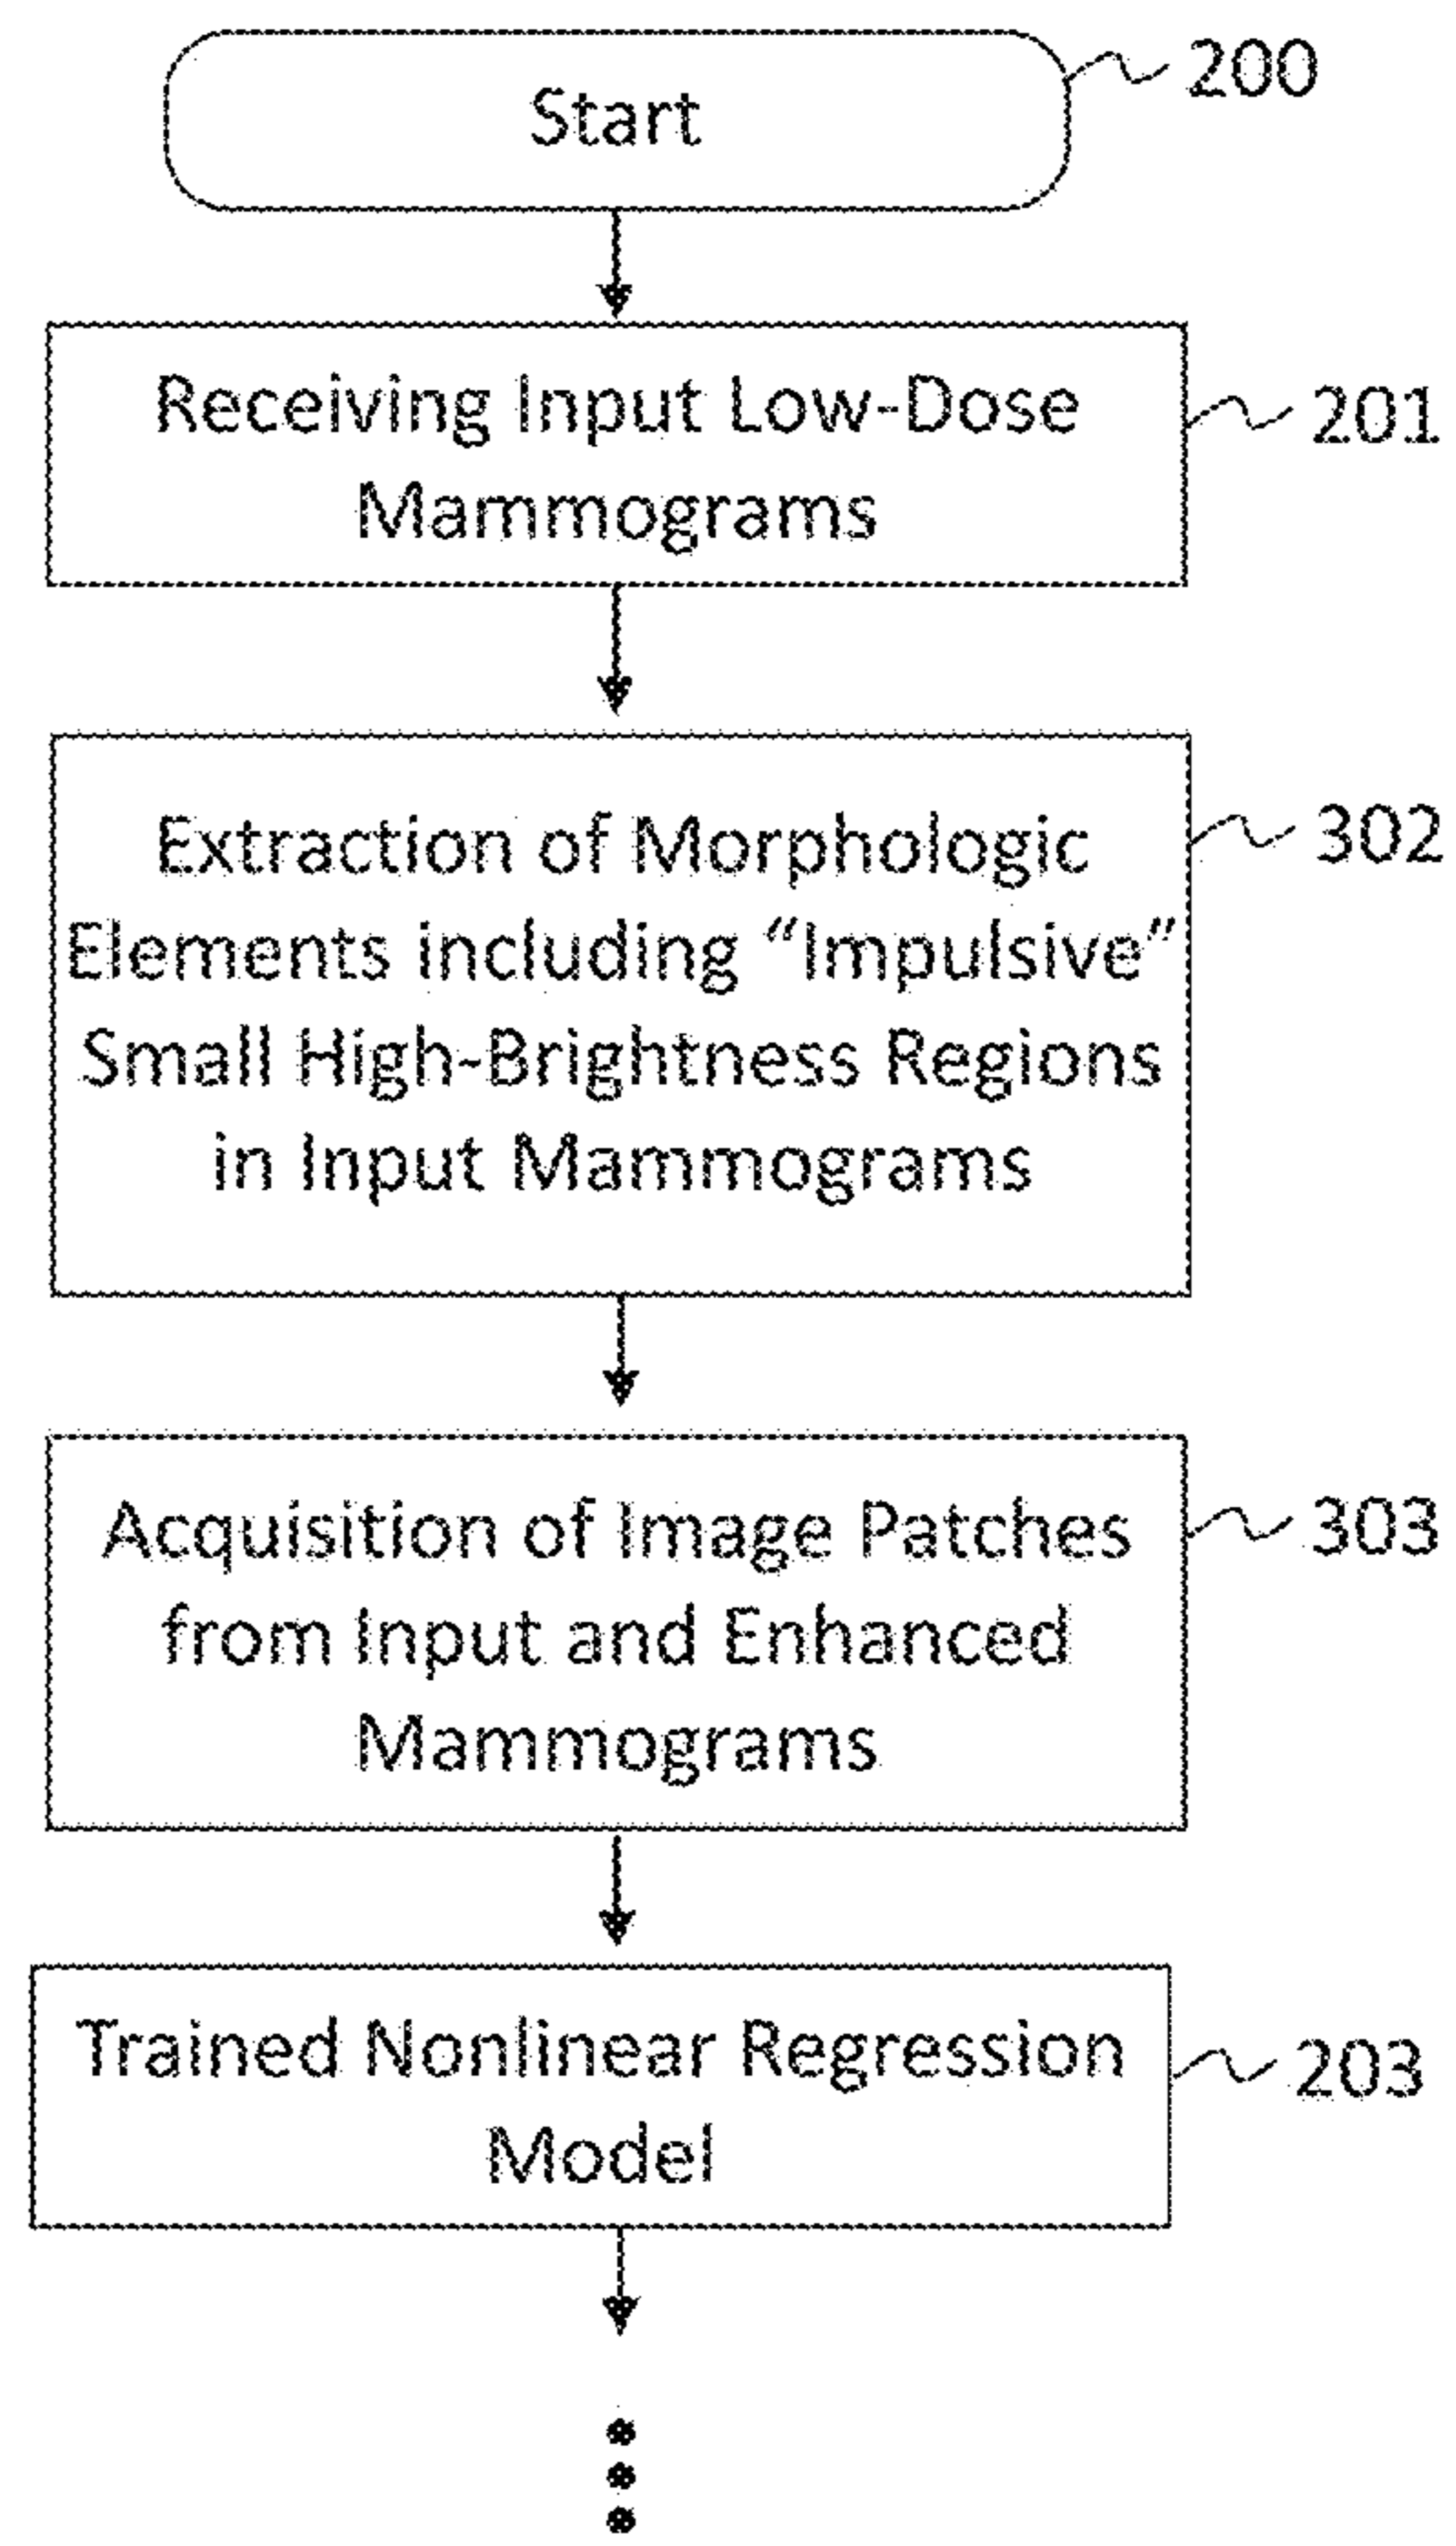 Start
200
Receiving Input Low-Dose
Mammograms
201
Extraction of Morphologic
Elements including “Impulsive”
Small High-Brightness Regions
in Input Mammograms
302
Acquisition of Image Patches
from Input and Enhanced
Mammograms
303
Trained Nonlinear Regression
Model
203